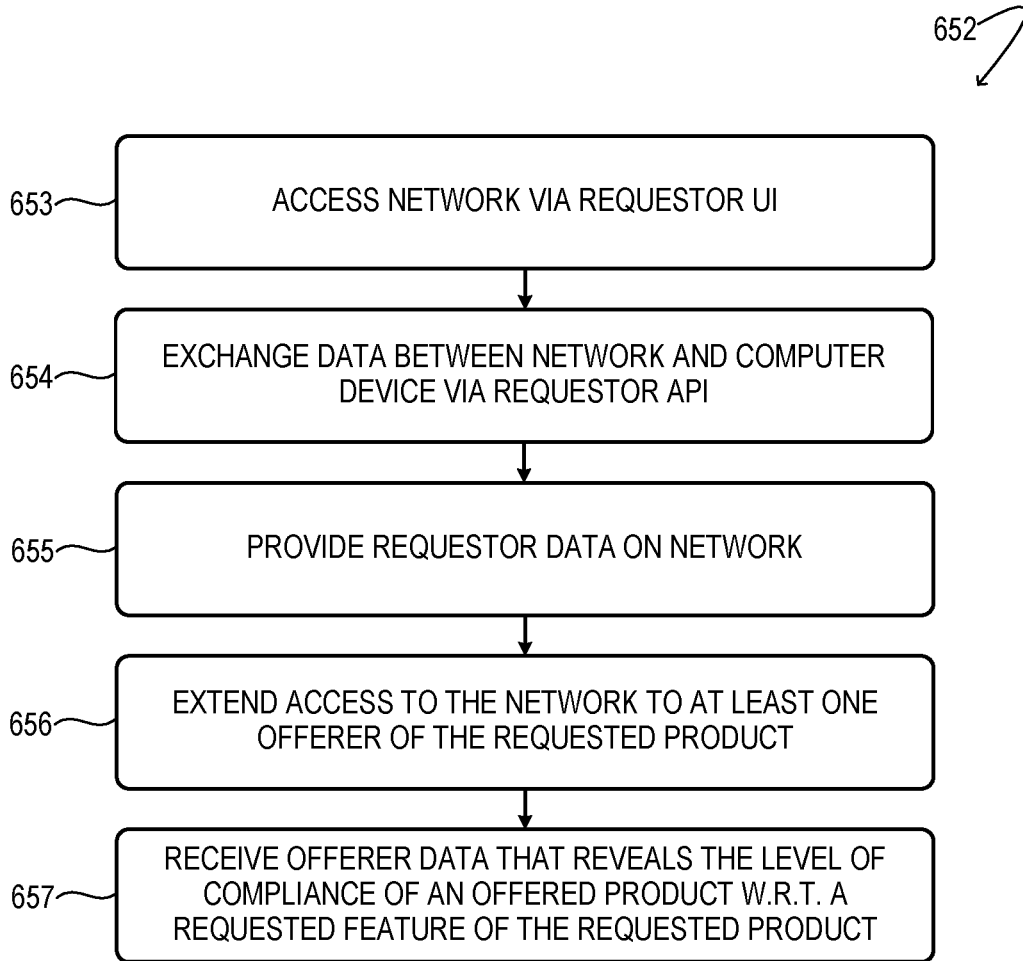 652
653
ACCESS NETWORK VIA REQUESTOR UI
654
EXCHANGE DATA BETWEEN NETWORK AND COMPUTER
DEVICE VIA REQUESTOR API
655
PROVIDE REQUESTOR DATA ON NETWORK
656
EXTEND ACCESS TO THE NETWORK TO AT LEAST ONE
OFFERER OF THE REQUESTED PRODUCT
657
RECEIVE OFFERER DATA THAT REVEALS THE LEVEL OF
COMPLIANCE OF AN OFFERED PRODUCT W.R.T. A
REQUESTED FEATURE OF THE REQUESTED PRODUCT